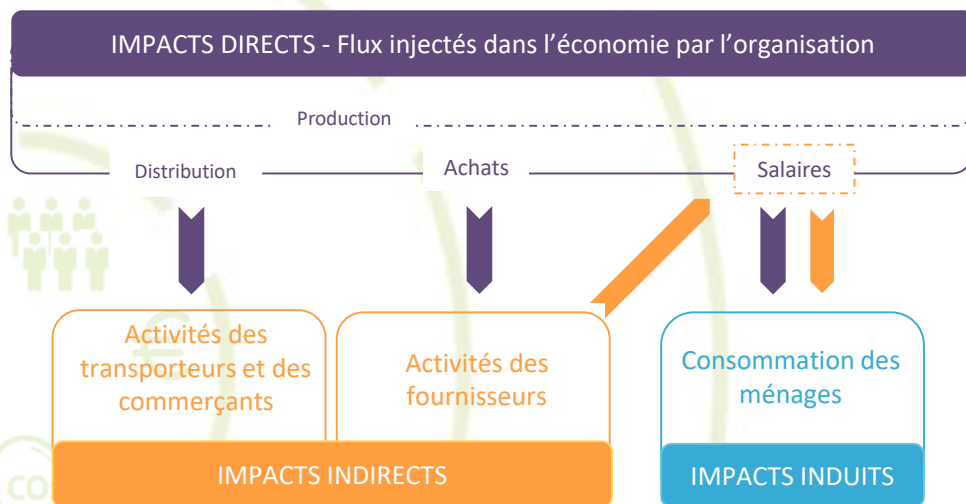 IMPACTS DIRECTS - Flux injectés dans l'économie par l'organisation
Production
Distribution
Achats
Salaires
Activités des
transporteurs et des
commerçants
Activités des
fournisseurs
Consommation des
ménages
IMPACTS INDIRECTS
IMPACTS INDUITS